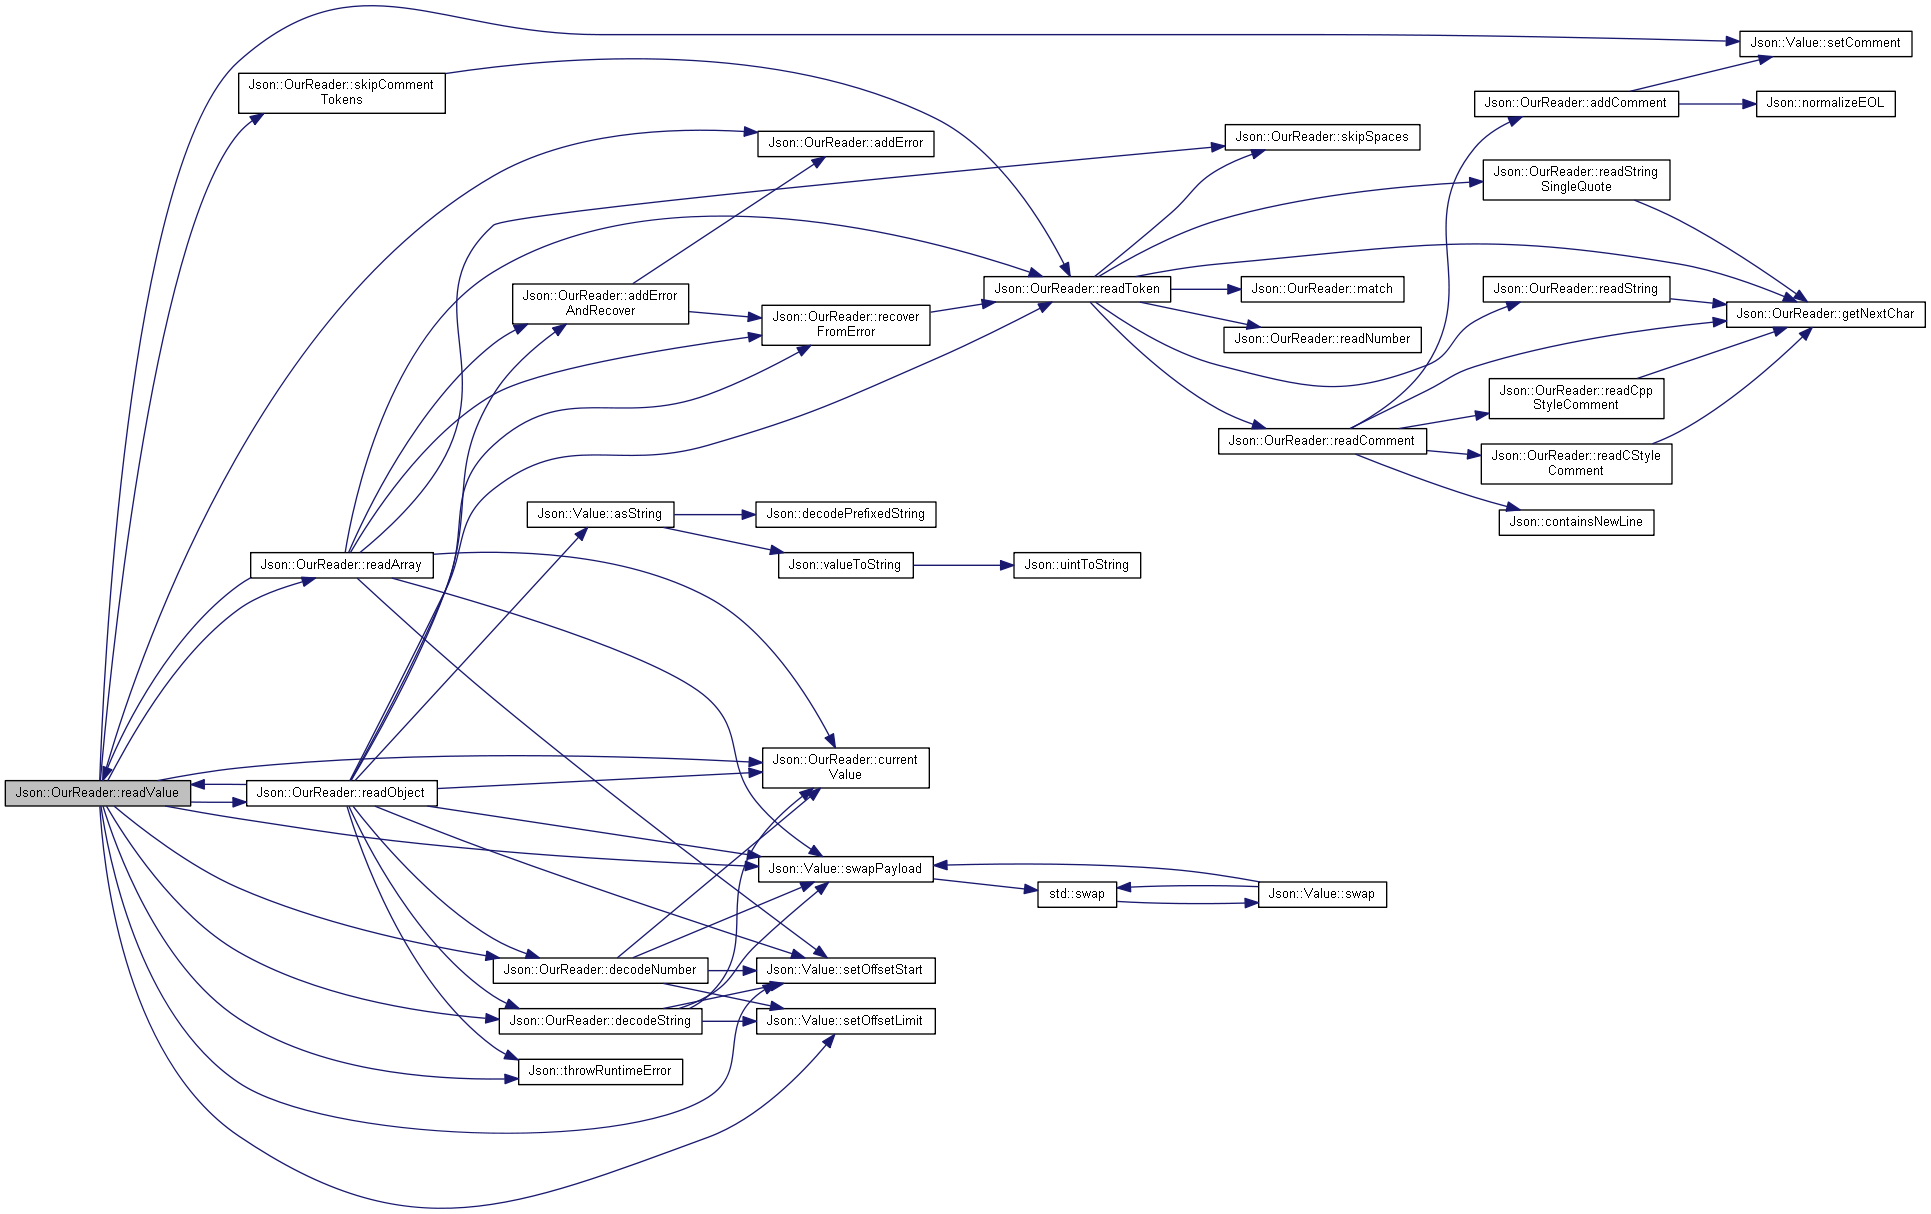 Json::Value::setComment
Json::OurReader::skipComment
Tokens
Json::OurReader::addComment
Json::normalizeEOL
Json::OurReader::addError
Json::OurReader::skipSpaces
Json::OurReader::readString
SingleQuote
Json::OurReader::addError
AndRecover
Json::OurReader::recover
FromError
Json::OurReader::readToken
Json::OurReader::match
Json::OurReader::readString
Json::OurReader::getNextChar
Json::OurReader::readNumber
Json::OurReader::readCpp
StyleComment
Json::OurReader::readComment
Json::OurReader::readCStyle
Comment
Json::containsNewLine
Json::Value::asString
Json::decodePrefixedString
Json::OurReader::readArray
Json::valueToString
Json::uintToString
Json::OurReader::current
Value
Json::OurReader::readValue
Json::OurReader::readObject
Json::Value::swapPayload
std::swap
Json::Value::swap
Json::OurReader::decodeNumber
Json::Value::setOffsetStart
Json::OurReader::decodeString
Json::Value::setOffsetLimit
Json::throwRuntimeError